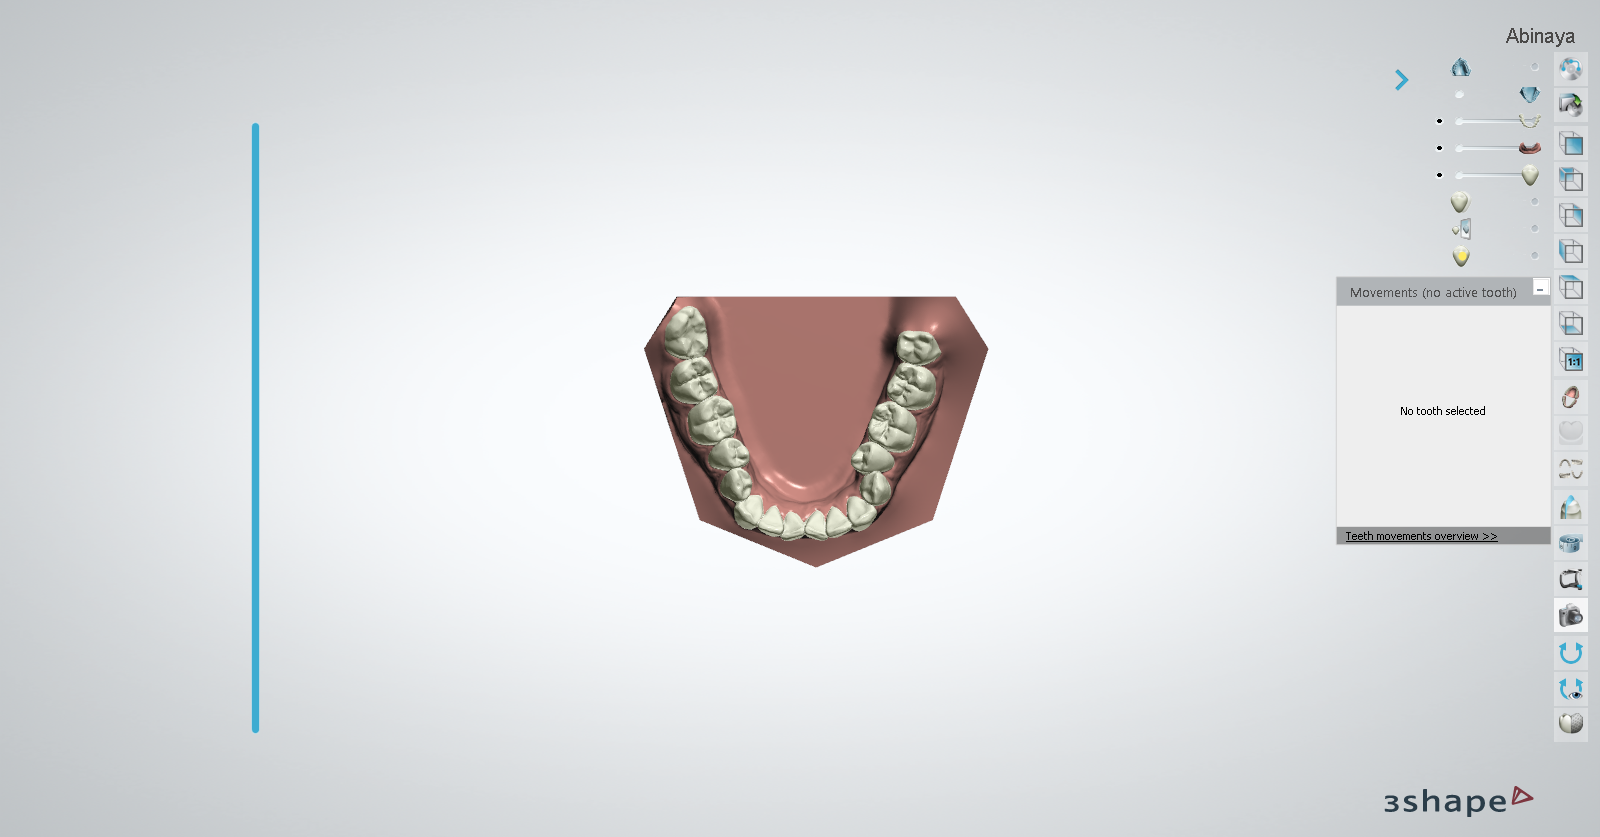 Abinaya
Movements (no active tooth)
No tooth selected
Teeth movements overview >>
1:1
3shape